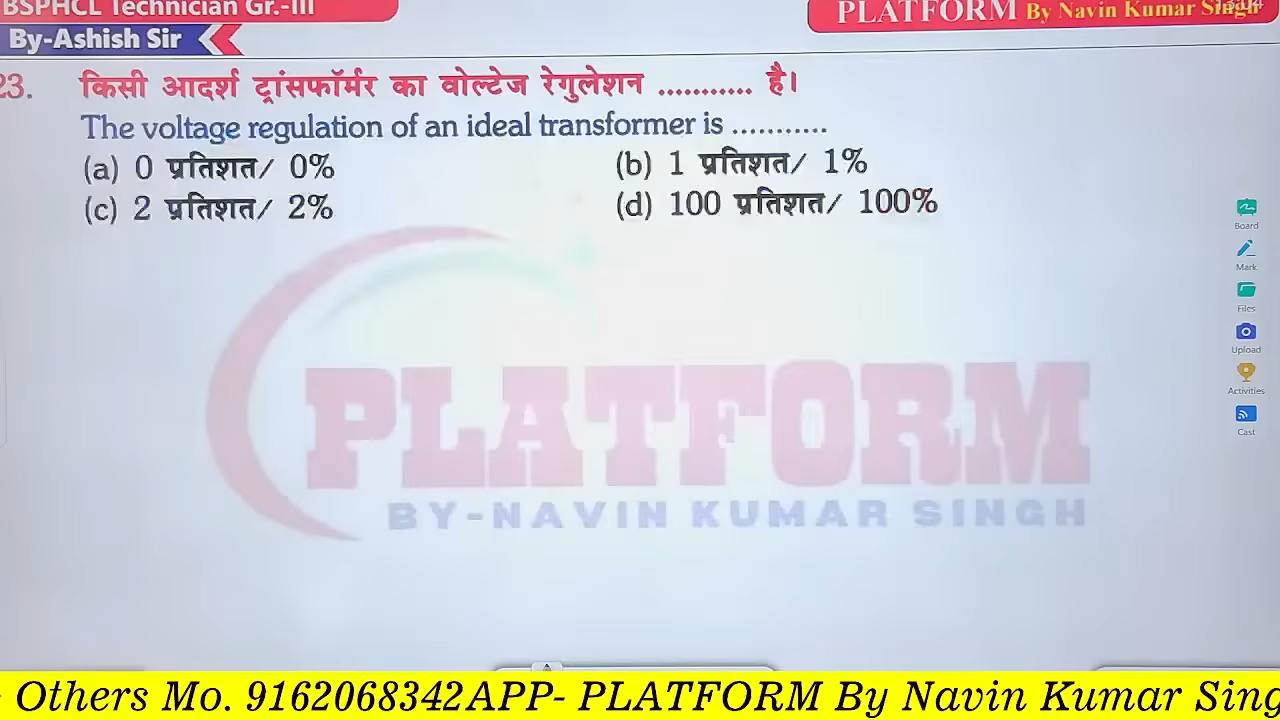 BSPHCL Technician Gr.-III
PLATFORM By Navin Kumar Singh
By-Ashish Sir
23. किसी आदर्श ट्रांसफॉर्मर का वोल्टेज रेगुलेशन ........... है।
The voltage regulation of an ideal transformer is ...........
(a) 0 प्रतिशत/ 0%
(b) 1 प्रतिशत/ 1%
(c) 2 प्रतिशत/ 2%
(d) 100 प्रतिशत/ 100%
Board
Mark
Files
Upload
Activities
Cast
PLATFORM
BY-NAVIN KUMAR SINGH
Others Mo. 9162068342APP- PLATFORM By Navin Kumar Sing